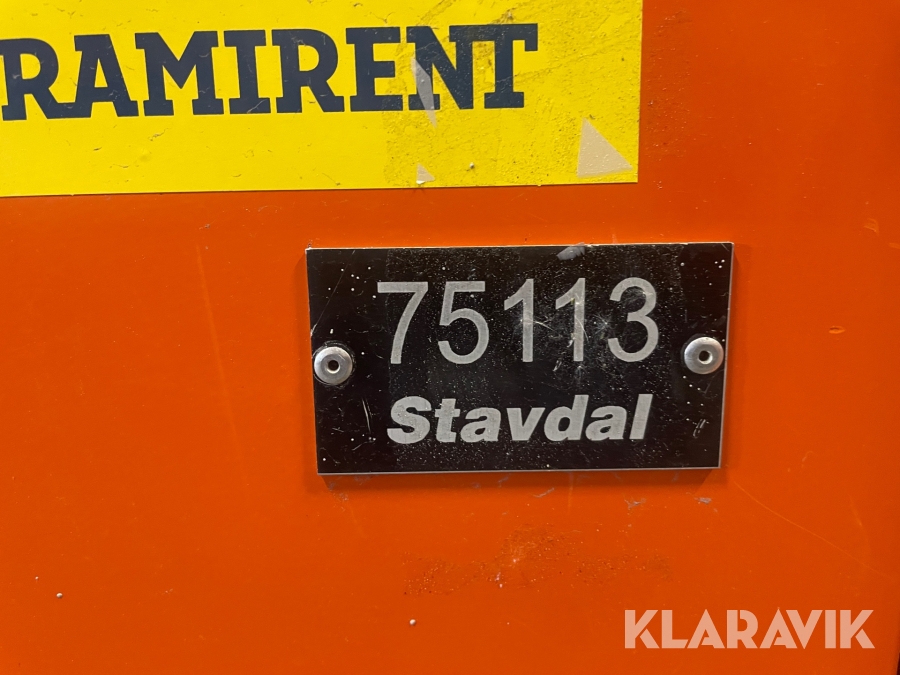 RAMIRENT
75113
Stavdal
KLARAVIK